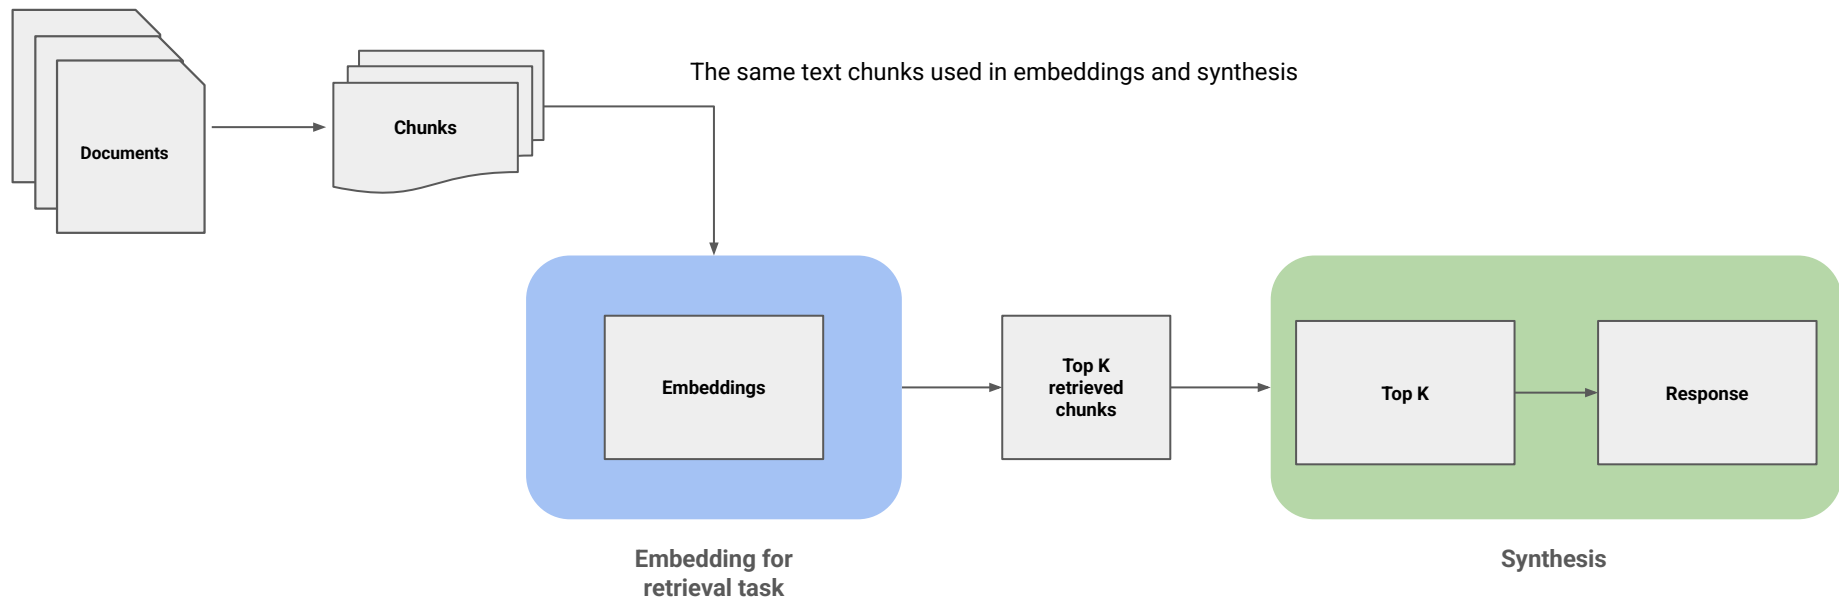 The same text chunks used in embeddings and synthesis
Chunks
Documents
Embeddings
Top K
retrieved
chunks
Top K
Response
Embedding for
retrieval task
Synthesis